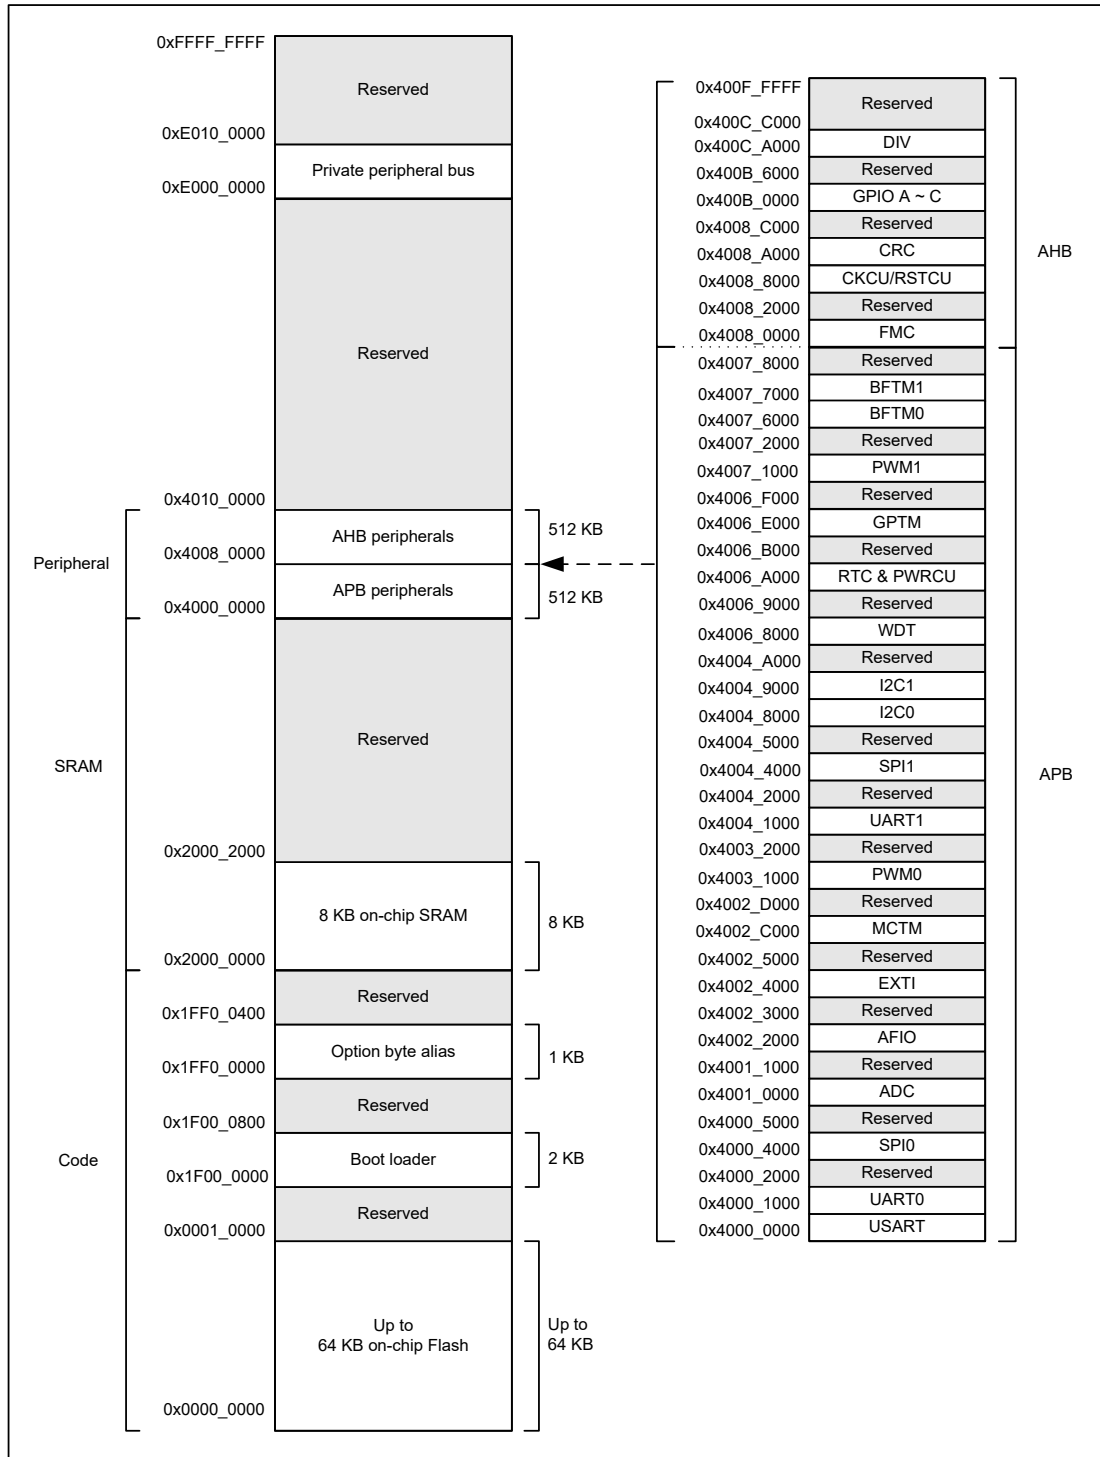 0xFFFF_FFFF
Reserved
0xE010_0000
Private peripheral bus
0xE000_0000
Reserved
0x4010_0000
AHB peripherals
512 KB
0x4008_0000
Peripheral
APB peripherals
512 KB
0x4000_0000
Reserved
SRAM
0x2000_2000
8 KB on-chip SRAM
8 KB
0x2000_0000
Reserved
0x1FF0_0400
Option byte alias
1 KB
0x1FF0_0000
Reserved
0x1F00_0800
Code
Boot loader
2 KB
0x1F00_0000
Reserved
0x0001_0000
Up to
64 KB on-chip Flash
Up to
64 KB
0x0000_0000
0x400F_FFFF
Reserved
0x400C_C000
0x400C_A000 DIV
0x400B_6000 Reserved
0x400B_0000 GPIO A ~ C
0x4008_C000 Reserved
0x4008_A000 CRC
AHB
0x4008_8000 CKCU/RSTCU
0x4008_2000 Reserved
0x4008_0000 FMC
0x4007_8000 Reserved
0x4007_7000 BFTM1
0x4007_6000 BFTM0
0x4007_2000 Reserved
0x4007_1000 PWM1
0x4006_F000 Reserved
0x4006_E000 GPTM
0x4006_B000 Reserved
0x4006_A000 RTC & PWRCU
0x4006_9000 Reserved
0x4006_8000 WDT
0x4004_A000 Reserved
0x4004_9000 I2C1
0x4004_8000 I2C0
0x4004_5000 Reserved
0x4004_4000 SPI1
APB
0x4004_2000 Reserved
0x4004_1000 UART1
0x4003_2000 Reserved
0x4003_1000 PWM0
0x4002_D000 Reserved
0x4002_C000 MCTM
0x4002_5000 Reserved
0x4002_4000 EXTI
0x4002_3000 Reserved
0x4002_2000 AFIO
0x4001_1000 Reserved
0x4001_0000 ADC
0x4000_5000 Reserved
0x4000_4000 SPI0
0x4000_2000 Reserved
0x4000_1000 UART0
0x4000_0000 USART